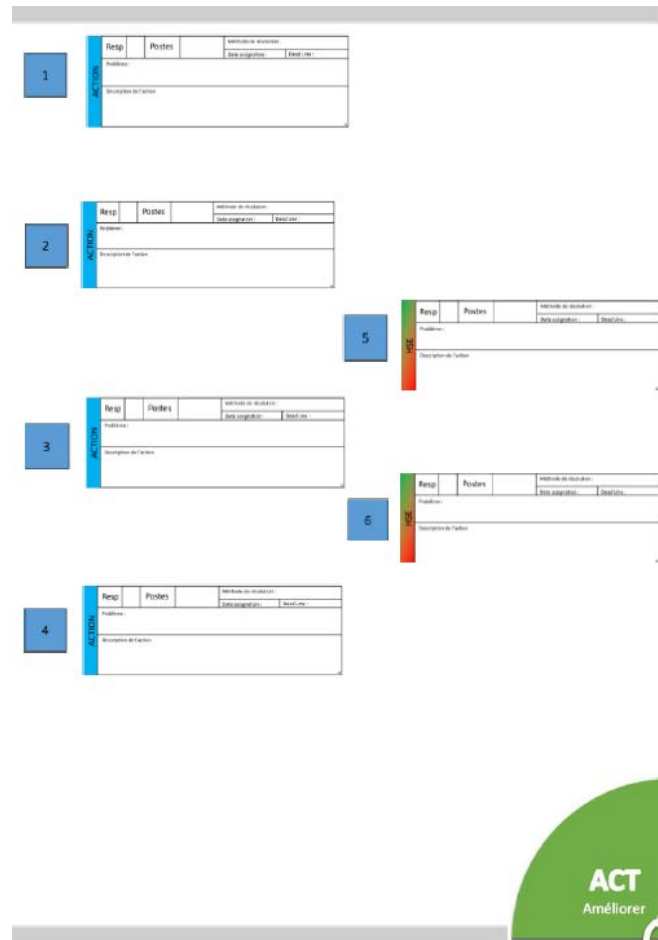 1
ACTION
Resp
Postes
Méthode de résolution :
Date assignation :
Dead Line :
Problème :
Description de l'action
2
ACTION
Resp
Postes
Méthode de résolution :
Date assignation :
Dead Line :
Problème :
Description de l'action
5
HSE
Resp
Postes
Méthode de résolution :
Date assignation :
Dead Line :
Problème :
Description de l'action
3
ACTION
Resp
Postes
Méthode de résolution :
Date assignation :
Dead Line :
Problème :
Description de l'action
6
HSE
Resp
Postes
Méthode de résolution :
Date assignation :
Dead Line :
Problème :
Description de l'action
4
ACTION
Resp
Postes
Méthode de résolution :
Date assignation :
Dead Line :
Problème :
Description de l'action
ACT
Améliorer